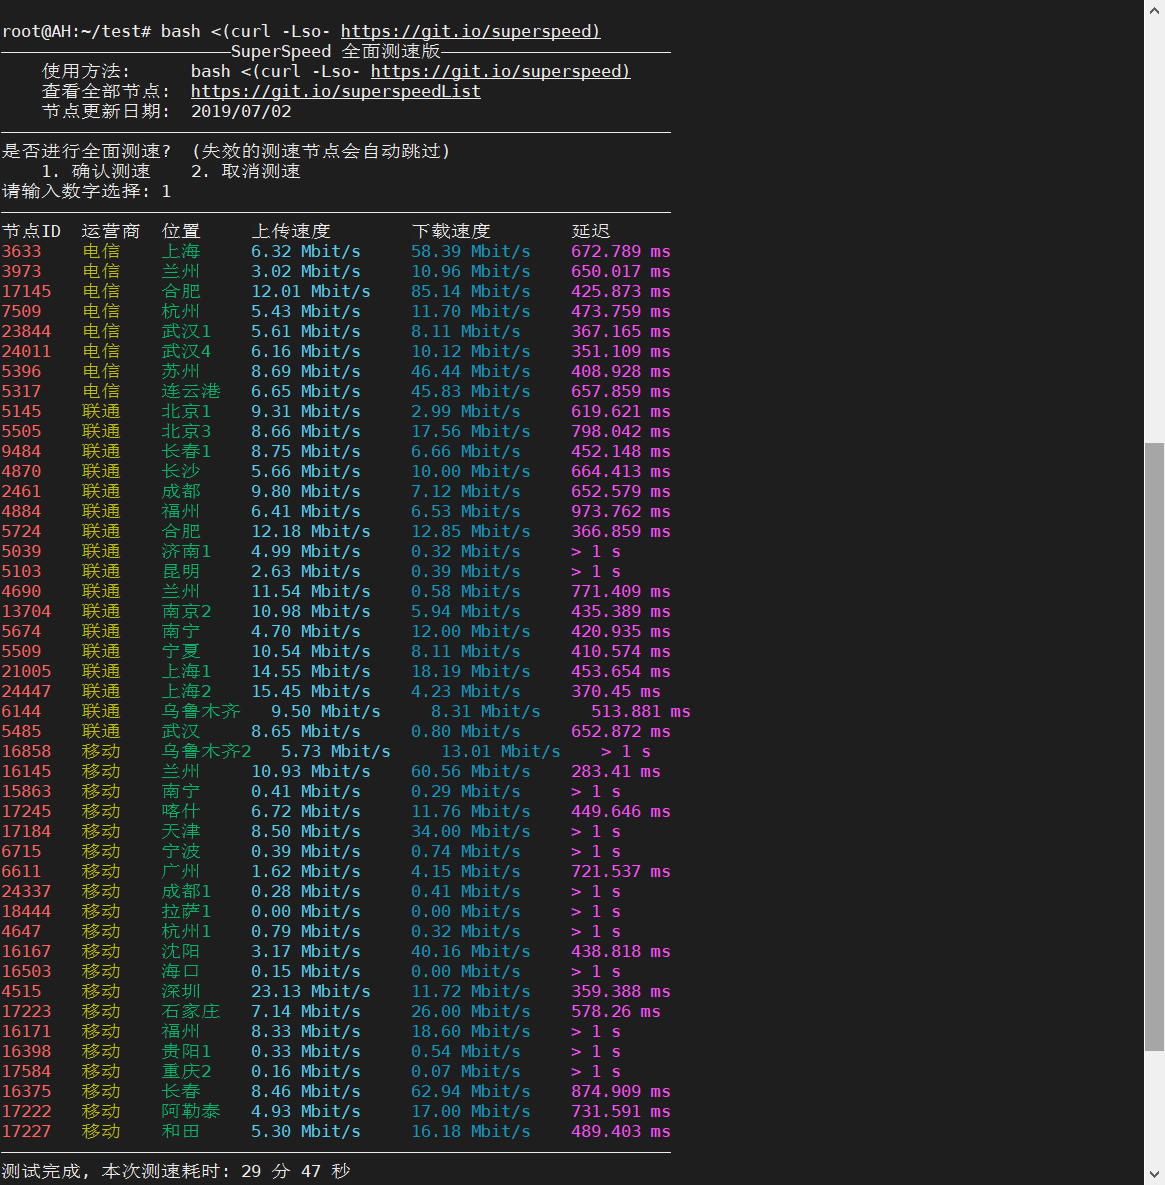 root@AH:~/test# bash <(curl -Lso- https://git.io/superspeed)
SuperSpeed 全面测速版
使用方法: bash <(curl -Lso- https://git.io/superspeed)
查看全部节点: https://git.io/superspeedList
节点更新日期: 2019/07/02
是否进行全面测速? (失效的测速节点会自动跳过)
1. 确认测速 2. 取消测速
请输入数字选择: 1
节点ID 运营商 位置 上传速度 下载速度 延迟
3633 电信 上海 6.32 Mbit/s 58.39 Mbit/s 672.789 ms
3973 电信 兰州 3.02 Mbit/s 10.96 Mbit/s 650.017 ms
17145 电信 合肥 12.01 Mbit/s 85.14 Mbit/s 425.873 ms
7509 电信 杭州 5.43 Mbit/s 11.70 Mbit/s 473.759 ms
23844 电信 武汉1 5.61 Mbit/s 8.11 Mbit/s 367.165 ms
24011 电信 武汉4 6.16 Mbit/s 10.12 Mbit/s 351.109 ms
5396 电信 苏州 8.69 Mbit/s 46.44 Mbit/s 408.928 ms
5317 电信 连云港 6.65 Mbit/s 45.83 Mbit/s 657.859 ms
5145 联通 北京1 9.31 Mbit/s 2.99 Mbit/s 619.621 ms
5505 联通 北京3 8.66 Mbit/s 17.56 Mbit/s 798.042 ms
9484 联通 长春1 8.75 Mbit/s 6.66 Mbit/s 452.148 ms
4870 联通 长沙 5.66 Mbit/s 10.00 Mbit/s 664.413 ms
2461 联通 成都 9.80 Mbit/s 7.12 Mbit/s 652.579 ms
4884 联通 福州 6.41 Mbit/s 6.53 Mbit/s 973.762 ms
5724 联通 合肥 12.18 Mbit/s 12.85 Mbit/s 366.859 ms
5039 联通 济南1 4.99 Mbit/s 0.32 Mbit/s > 1 s
5103 联通 昆明 2.63 Mbit/s 0.39 Mbit/s > 1 s
4690 联通 兰州 11.54 Mbit/s 0.58 Mbit/s 771.409 ms
13704 联通 南京2 10.98 Mbit/s 5.94 Mbit/s 435.389 ms
5674 联通 南宁 4.70 Mbit/s 12.00 Mbit/s 420.935 ms
5509 联通 宁夏 10.54 Mbit/s 8.11 Mbit/s 410.574 ms
21005 联通 上海1 14.55 Mbit/s 18.19 Mbit/s 453.654 ms
24447 联通 上海2 15.45 Mbit/s 4.23 Mbit/s 370.45 ms
6144 联通 乌鲁木齐 9.50 Mbit/s 8.31 Mbit/s 513.881 ms
5485 联通 武汉 8.65 Mbit/s 0.80 Mbit/s 652.872 ms
16858 移动 乌鲁木齐2 5.73 Mbit/s 13.01 Mbit/s > 1 s
16145 移动 兰州 10.93 Mbit/s 60.56 Mbit/s 283.41 ms
15863 移动 南宁 0.41 Mbit/s 0.29 Mbit/s > 1 s
17245 移动 喀什 6.72 Mbit/s 11.76 Mbit/s 449.646 ms
17184 移动 天津 8.50 Mbit/s 34.00 Mbit/s > 1 s
6715 移动 宁波 0.39 Mbit/s 0.74 Mbit/s > 1 s
6611 移动 广州 1.62 Mbit/s 4.15 Mbit/s 721.537 ms
24337 移动 成都1 0.28 Mbit/s 0.41 Mbit/s > 1 s
18444 移动 拉萨1 0.00 Mbit/s 0.00 Mbit/s > 1 s
4647 移动 杭州1 0.79 Mbit/s 0.32 Mbit/s > 1 s
16167 移动 沈阳 3.17 Mbit/s 40.16 Mbit/s 438.818 ms
16503 移动 海口 0.15 Mbit/s 0.00 Mbit/s > 1 s
4515 移动 深圳 23.13 Mbit/s 11.72 Mbit/s 359.388 ms
17223 移动 石家庄 7.14 Mbit/s 26.00 Mbit/s 578.26 ms
16171 移动 福州 8.33 Mbit/s 18.60 Mbit/s > 1 s
16398 移动 贵阳1 0.33 Mbit/s 0.54 Mbit/s > 1 s
17584 移动 重庆2 0.16 Mbit/s 0.07 Mbit/s > 1 s
16375 移动 长春 8.46 Mbit/s 62.94 Mbit/s 874.909 ms
17222 移动 阿勒泰 4.93 Mbit/s 17.00 Mbit/s 731.591 ms
17227 移动 和田 5.30 Mbit/s 16.18 Mbit/s 489.403 ms
测试完成, 本次测速耗时: 29 分 47 秒